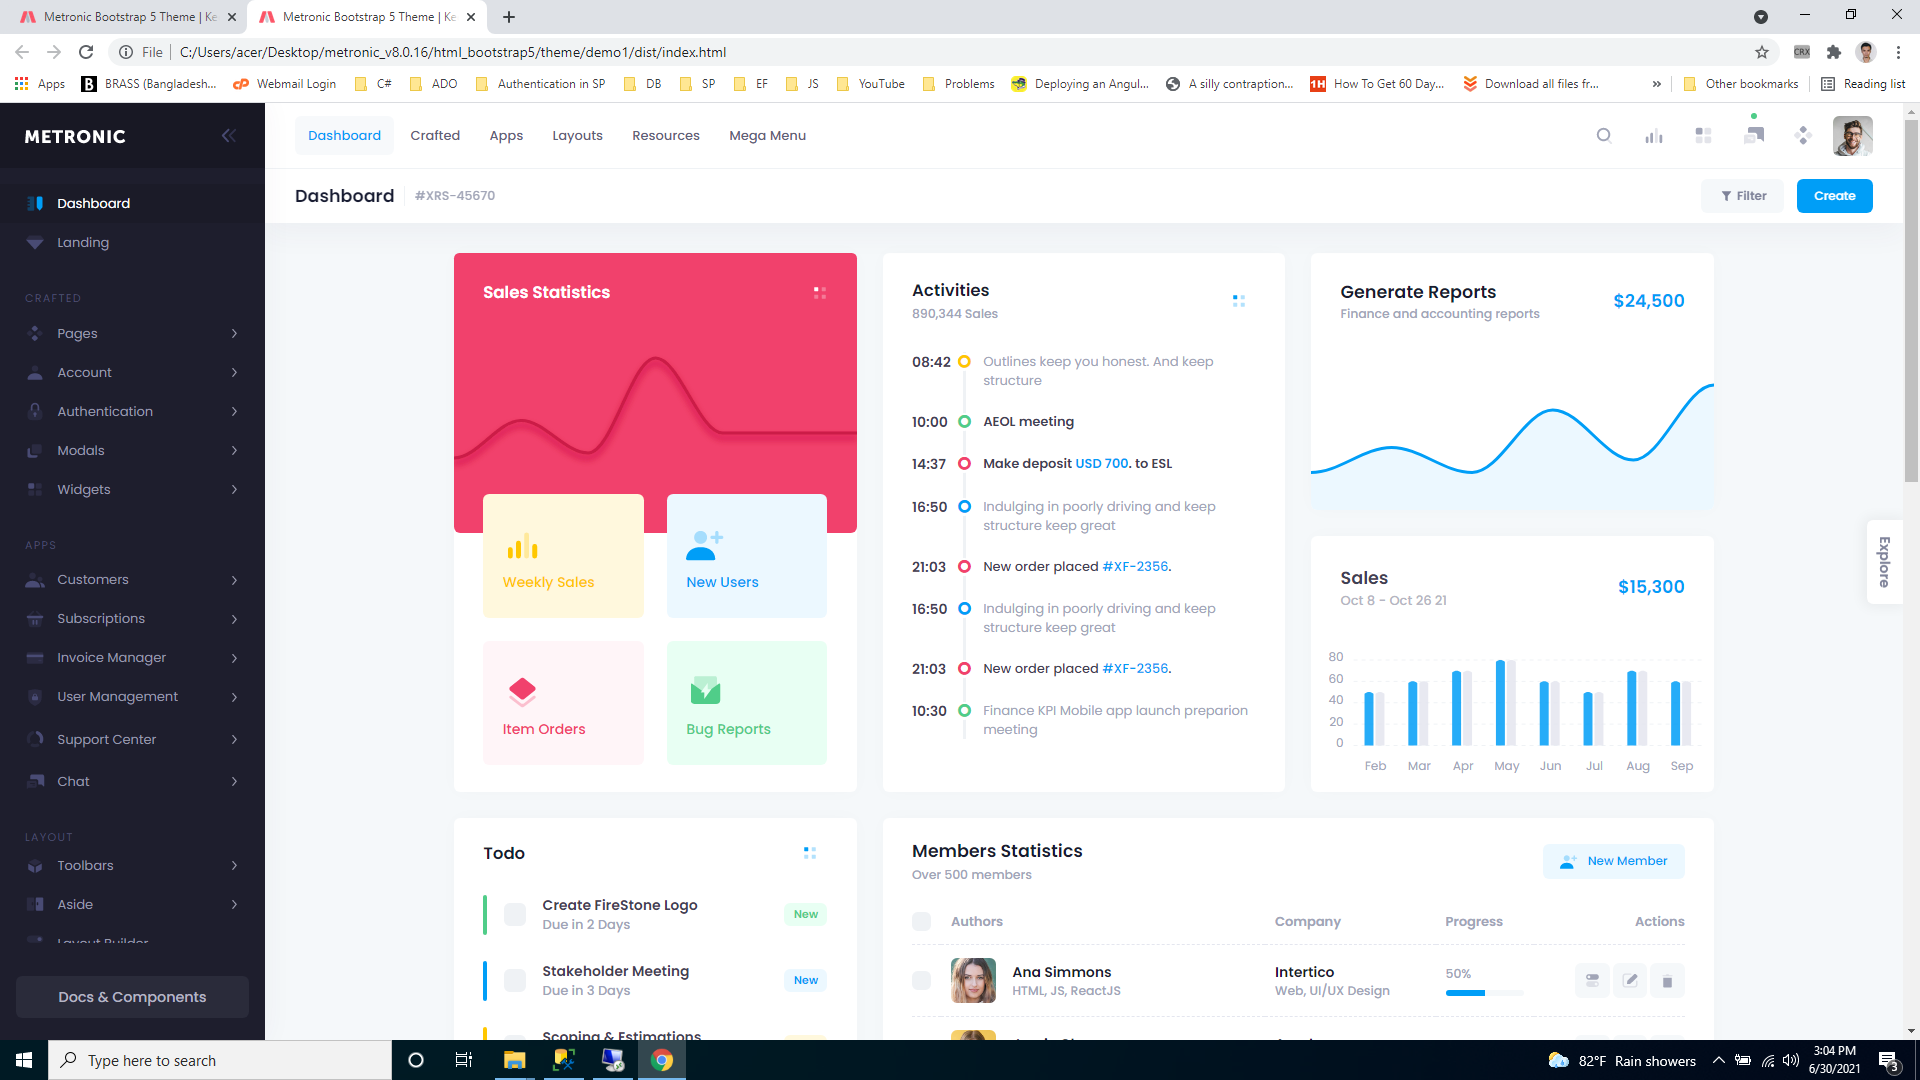 Metronic Bootstrap 5 Theme | Ke
Metronic Bootstrap 5 Theme | Ke
File
C:/Users/acer/Desktop/metronic_v8.0.16/html_bootstrap5/theme/demo1/dist/index.html
CRX
Apps
BRASS (Bangladesh...
Webmail Login
C#
ADO
Authentication in SP
DB
SP
EF
JS
YouTube
Problems
Deploying an Angul...
A silly contraption...
How To Get 60 Day...
Download all files fr...
Other bookmarks
Reading list
METRONIC
Dashboard
Landing
CRAFTED
Pages
Account
Authentication
Modals
Widgets
APPS
Customers
Subscriptions
Invoice Manager
User Management
Support Center
Chat
LAYOUT
Toolbars
Aside
Layout Builder
Docs & Components
Dashboard
Crafted
Apps
Layouts
Resources
Mega Menu
Dashboard
#XRS-45670
Filter
Create
Sales Statistics
Weekly Sales
New Users
Item Orders
Bug Reports
Activities
890,344 Sales
08:42
Outlines keep you honest. And keep
structure
10:00
AEOL meeting
14:37
Make deposit USD 700. to ESL
16:50
Indulging in poorly driving and keep
structure keep great
21:03
New order placed #XF-2356.
16:50
Indulging in poorly driving and keep
structure keep great
21:03
New order placed #XF-2356.
10:30
Finance KPI Mobile app launch preparion
meeting
Generate Reports
Finance and accounting reports
$24,500
Sales
Oct 8 - Oct 26 21
$15,300
80
60
40
20
0
Feb
Mar
Apr
May
Jun
Jul
Aug
Sep
Explore
Todo
Create FireStone Logo
Due in 2 Days
New
Stakeholder Meeting
Due in 3 Days
New
Scoping & Estimations
Members Statistics
Over 500 members
New Member
Authors
Company
Progress
Actions
Ana Simmons
HTML, JS, ReactJS
Intertico
Web, UI/UX Design
50%
Type here to search
82°F
Rain showers
3:04 PM
6/30/2021
3